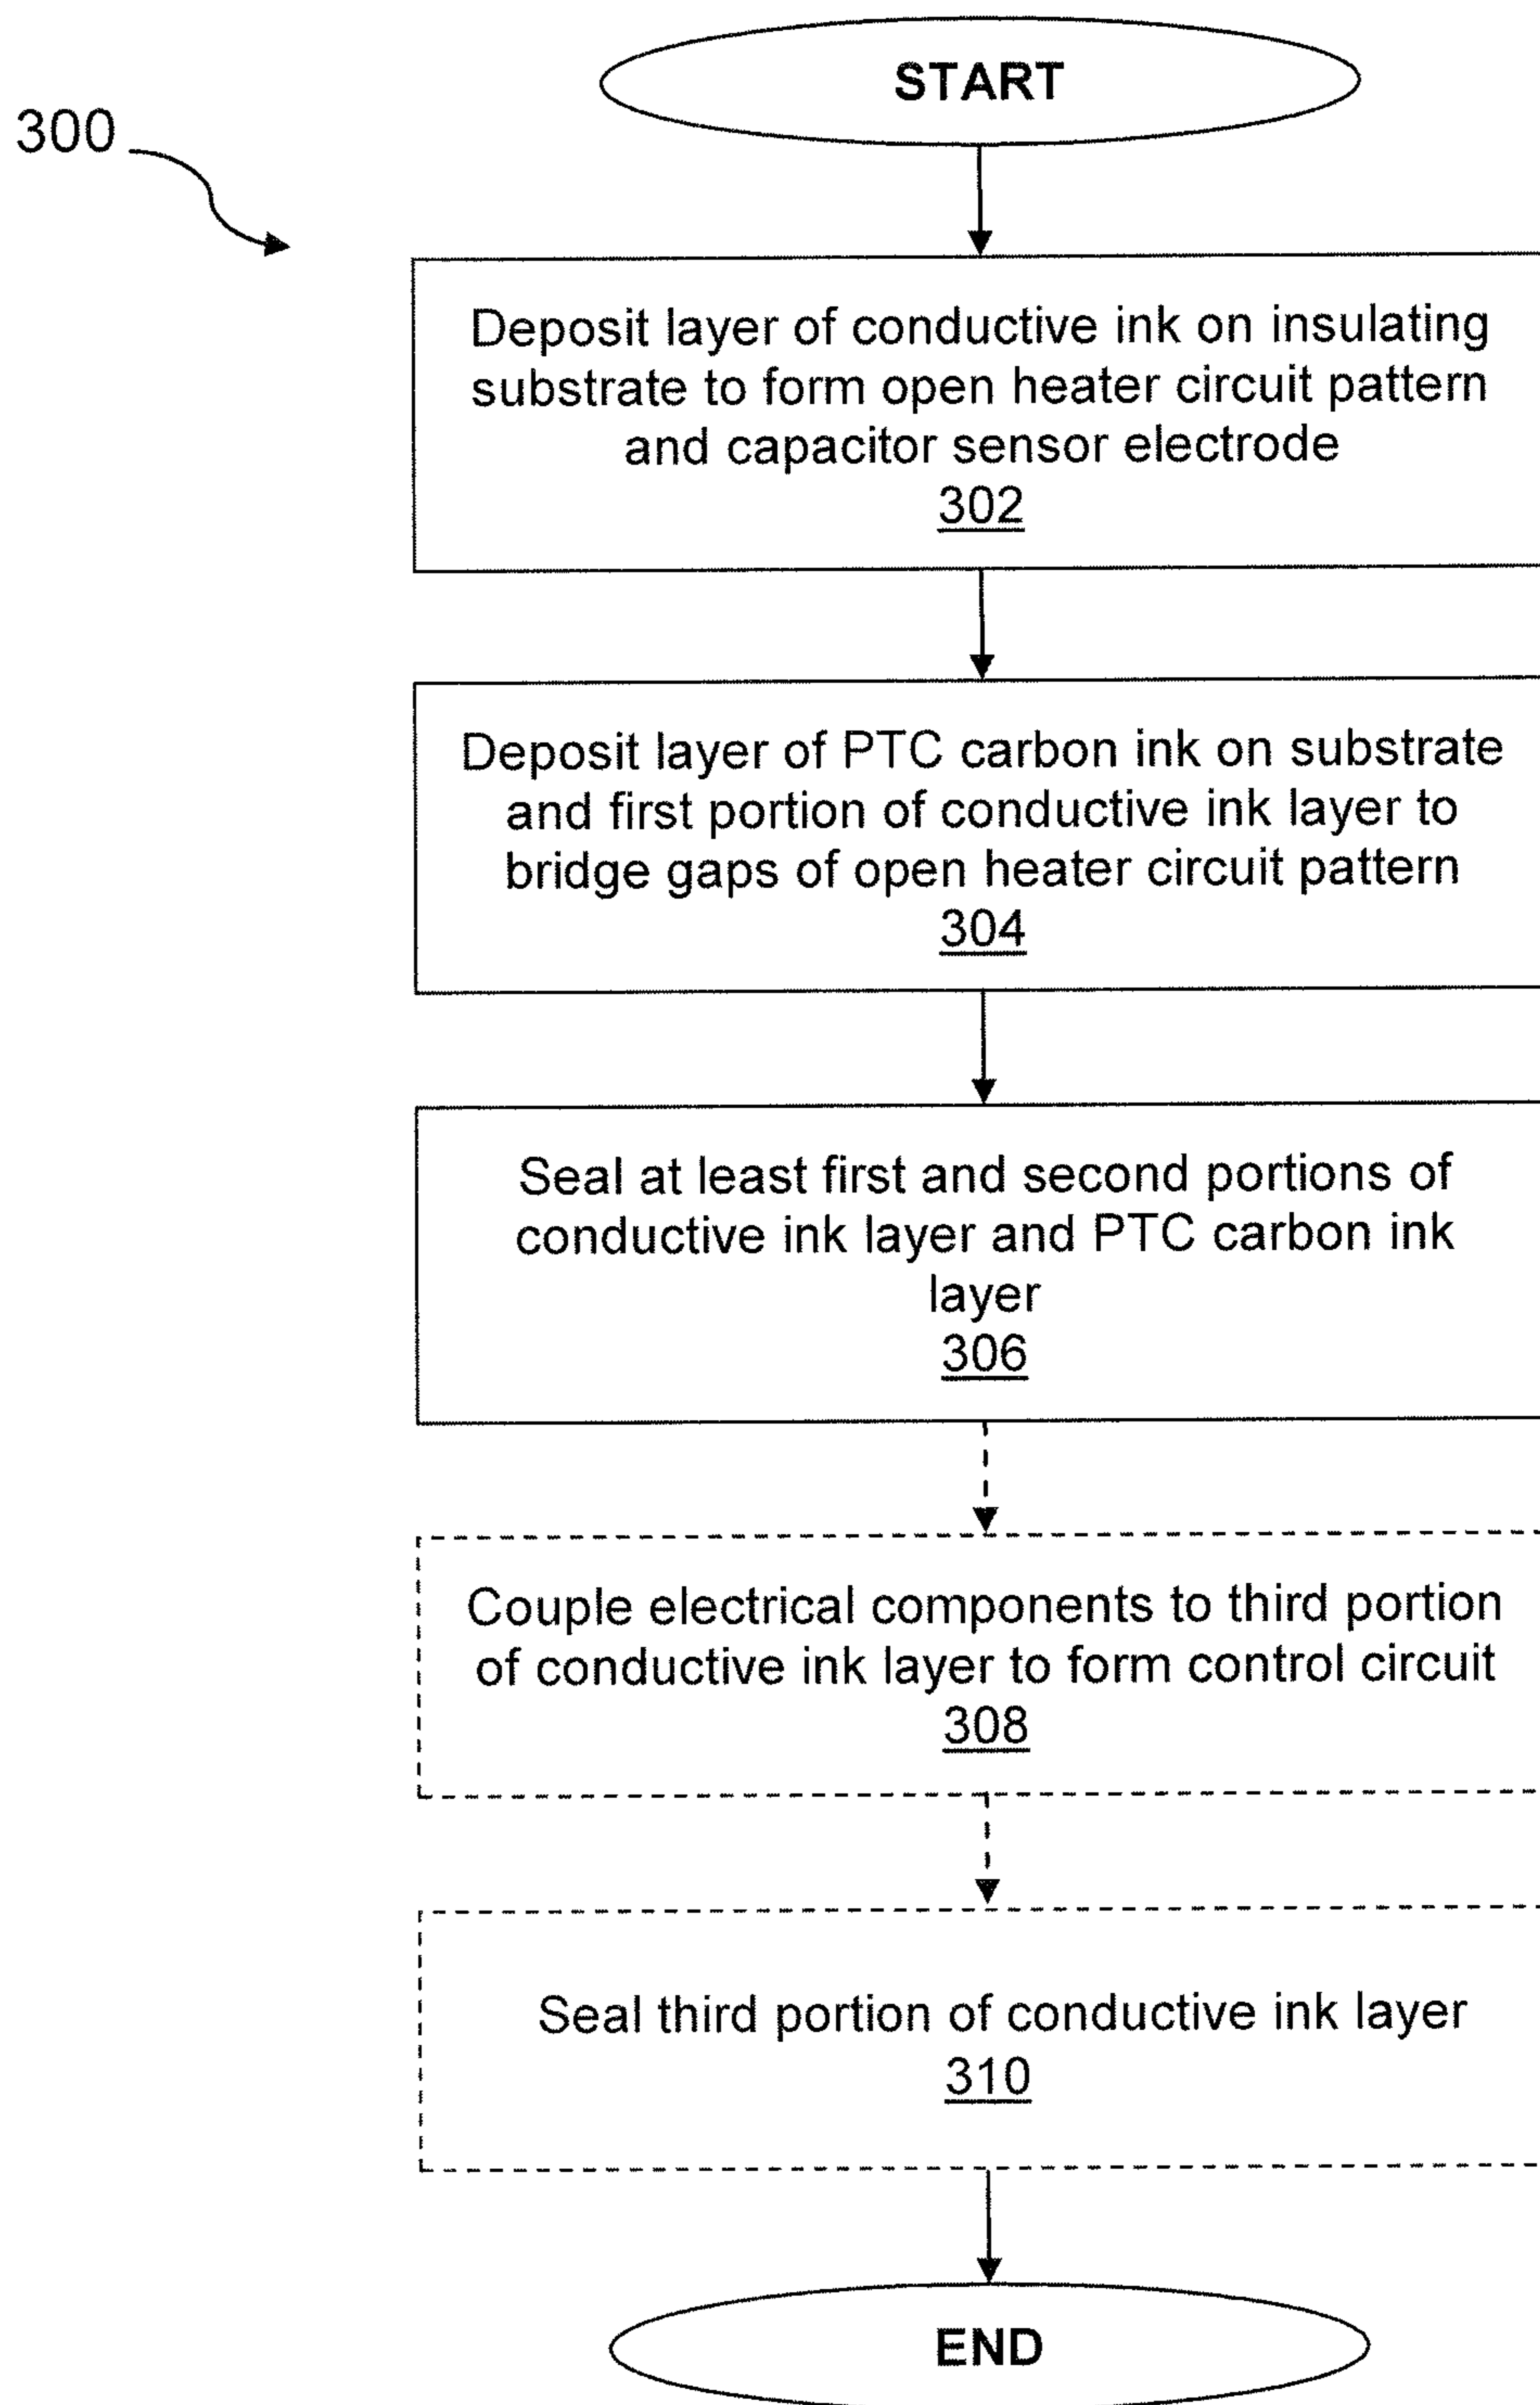 START
300
Deposit layer of conductive ink on insulating
substrate to form open heater circuit pattern
and capacitor sensor electrode
302
Deposit layer of PTC carbon ink on substrate
and first portion of conductive ink layer to
bridge gaps of open heater circuit pattern
304
Seal at least first and second portions of
conductive ink layer and PTC carbon ink
layer
306
Couple electrical components to third portion
of conductive ink layer to form control circuit
308
Seal third portion of conductive ink layer
310
END